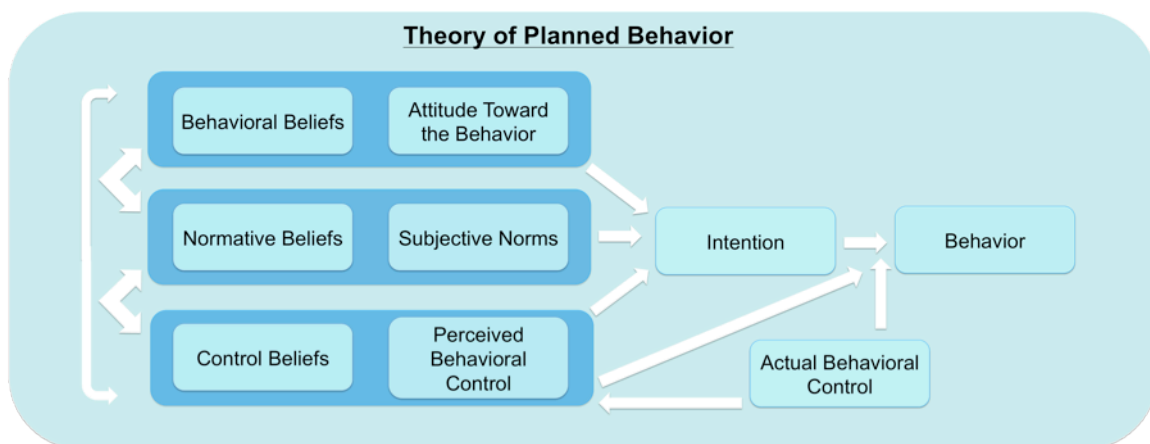 Theory of Planned Behavior
Behavioral Beliefs
Attitude Toward
the Behavior
Normative Beliefs
Subjective Norms
Intention
Behavior
Control Beliefs
Perceived
Behavioral
Control
Actual Behavioral
Control